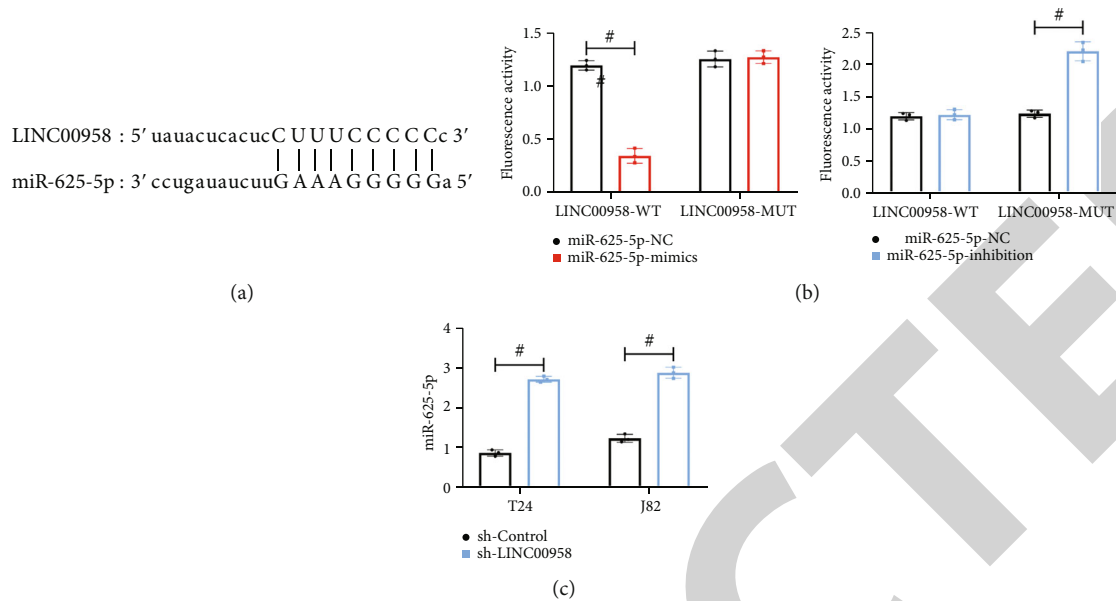 LINC00958 : 5′ uauacucacucC UUUCCCCCc 3′
miR-625-5p : 3′ ccugauaucuuGAAAGGGGGa 5′
(a)
Fluorescence activity
1.5
1.0
0.5
0.0
#
#
LINC00958-WT LINC00958-MUT
miR-625-5p-NC
miR-625-5p-mimics
Fluorescence activity
2.5
2.0
1.5
1.0
0.5
0.0
#
LINC00958-WT LINC00958-MUT
miR-625-5p-NC
miR-625-5p-inhibition
(b)
miR-625-5p
4
3
2
1
0
#
#
T24 J82
sh-Control
sh-LINC00958
(c)
CTE